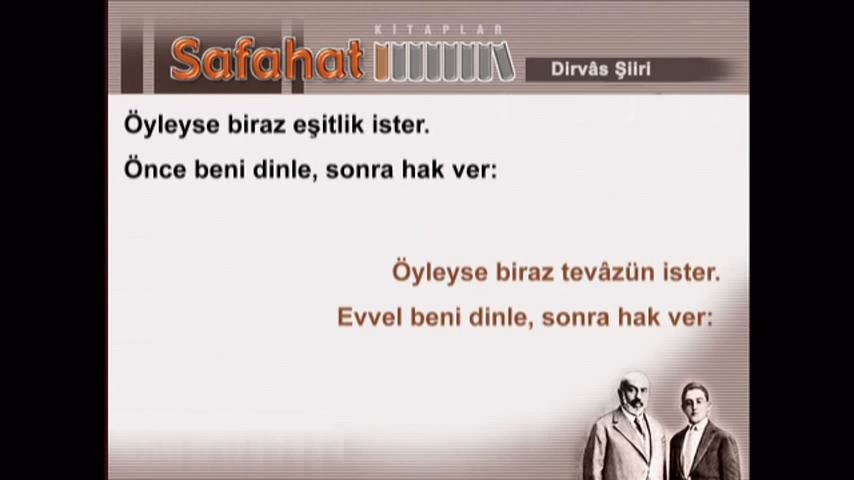 KİTAPLAR
Safahat
Dirvâs Şiiri
Öyleyse biraz eşitlik ister.
Önce beni dinle, sonra hak ver:
Öyleyse biraz tevâzün ister.
Evvel beni dinle, sonra hak ver: